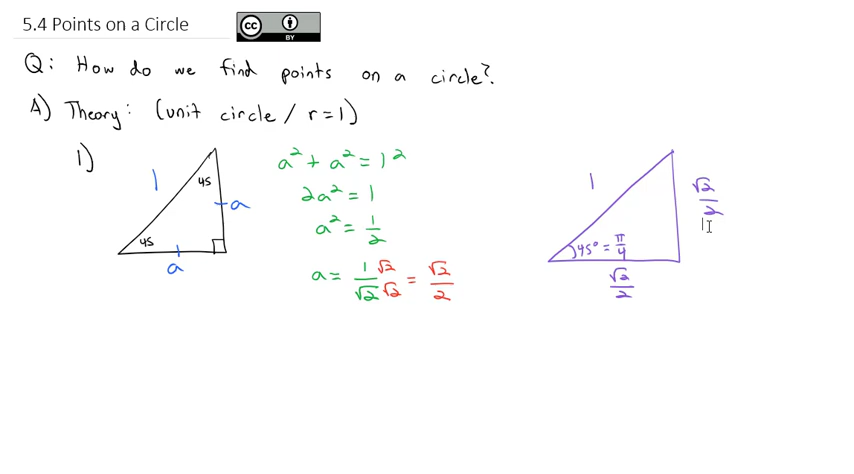 5.4 Points on a Circle
CC BY
Q: How do we find points on a circle?
A) Theory: (unit circle / r=1)
1)
1
45
45
a
a
a² + a² = 1²
2a² = 1
a² = 1/2
a = 1/√2 √2/√2 = √2/2
1
√2/2
45° = π/4
√2/2